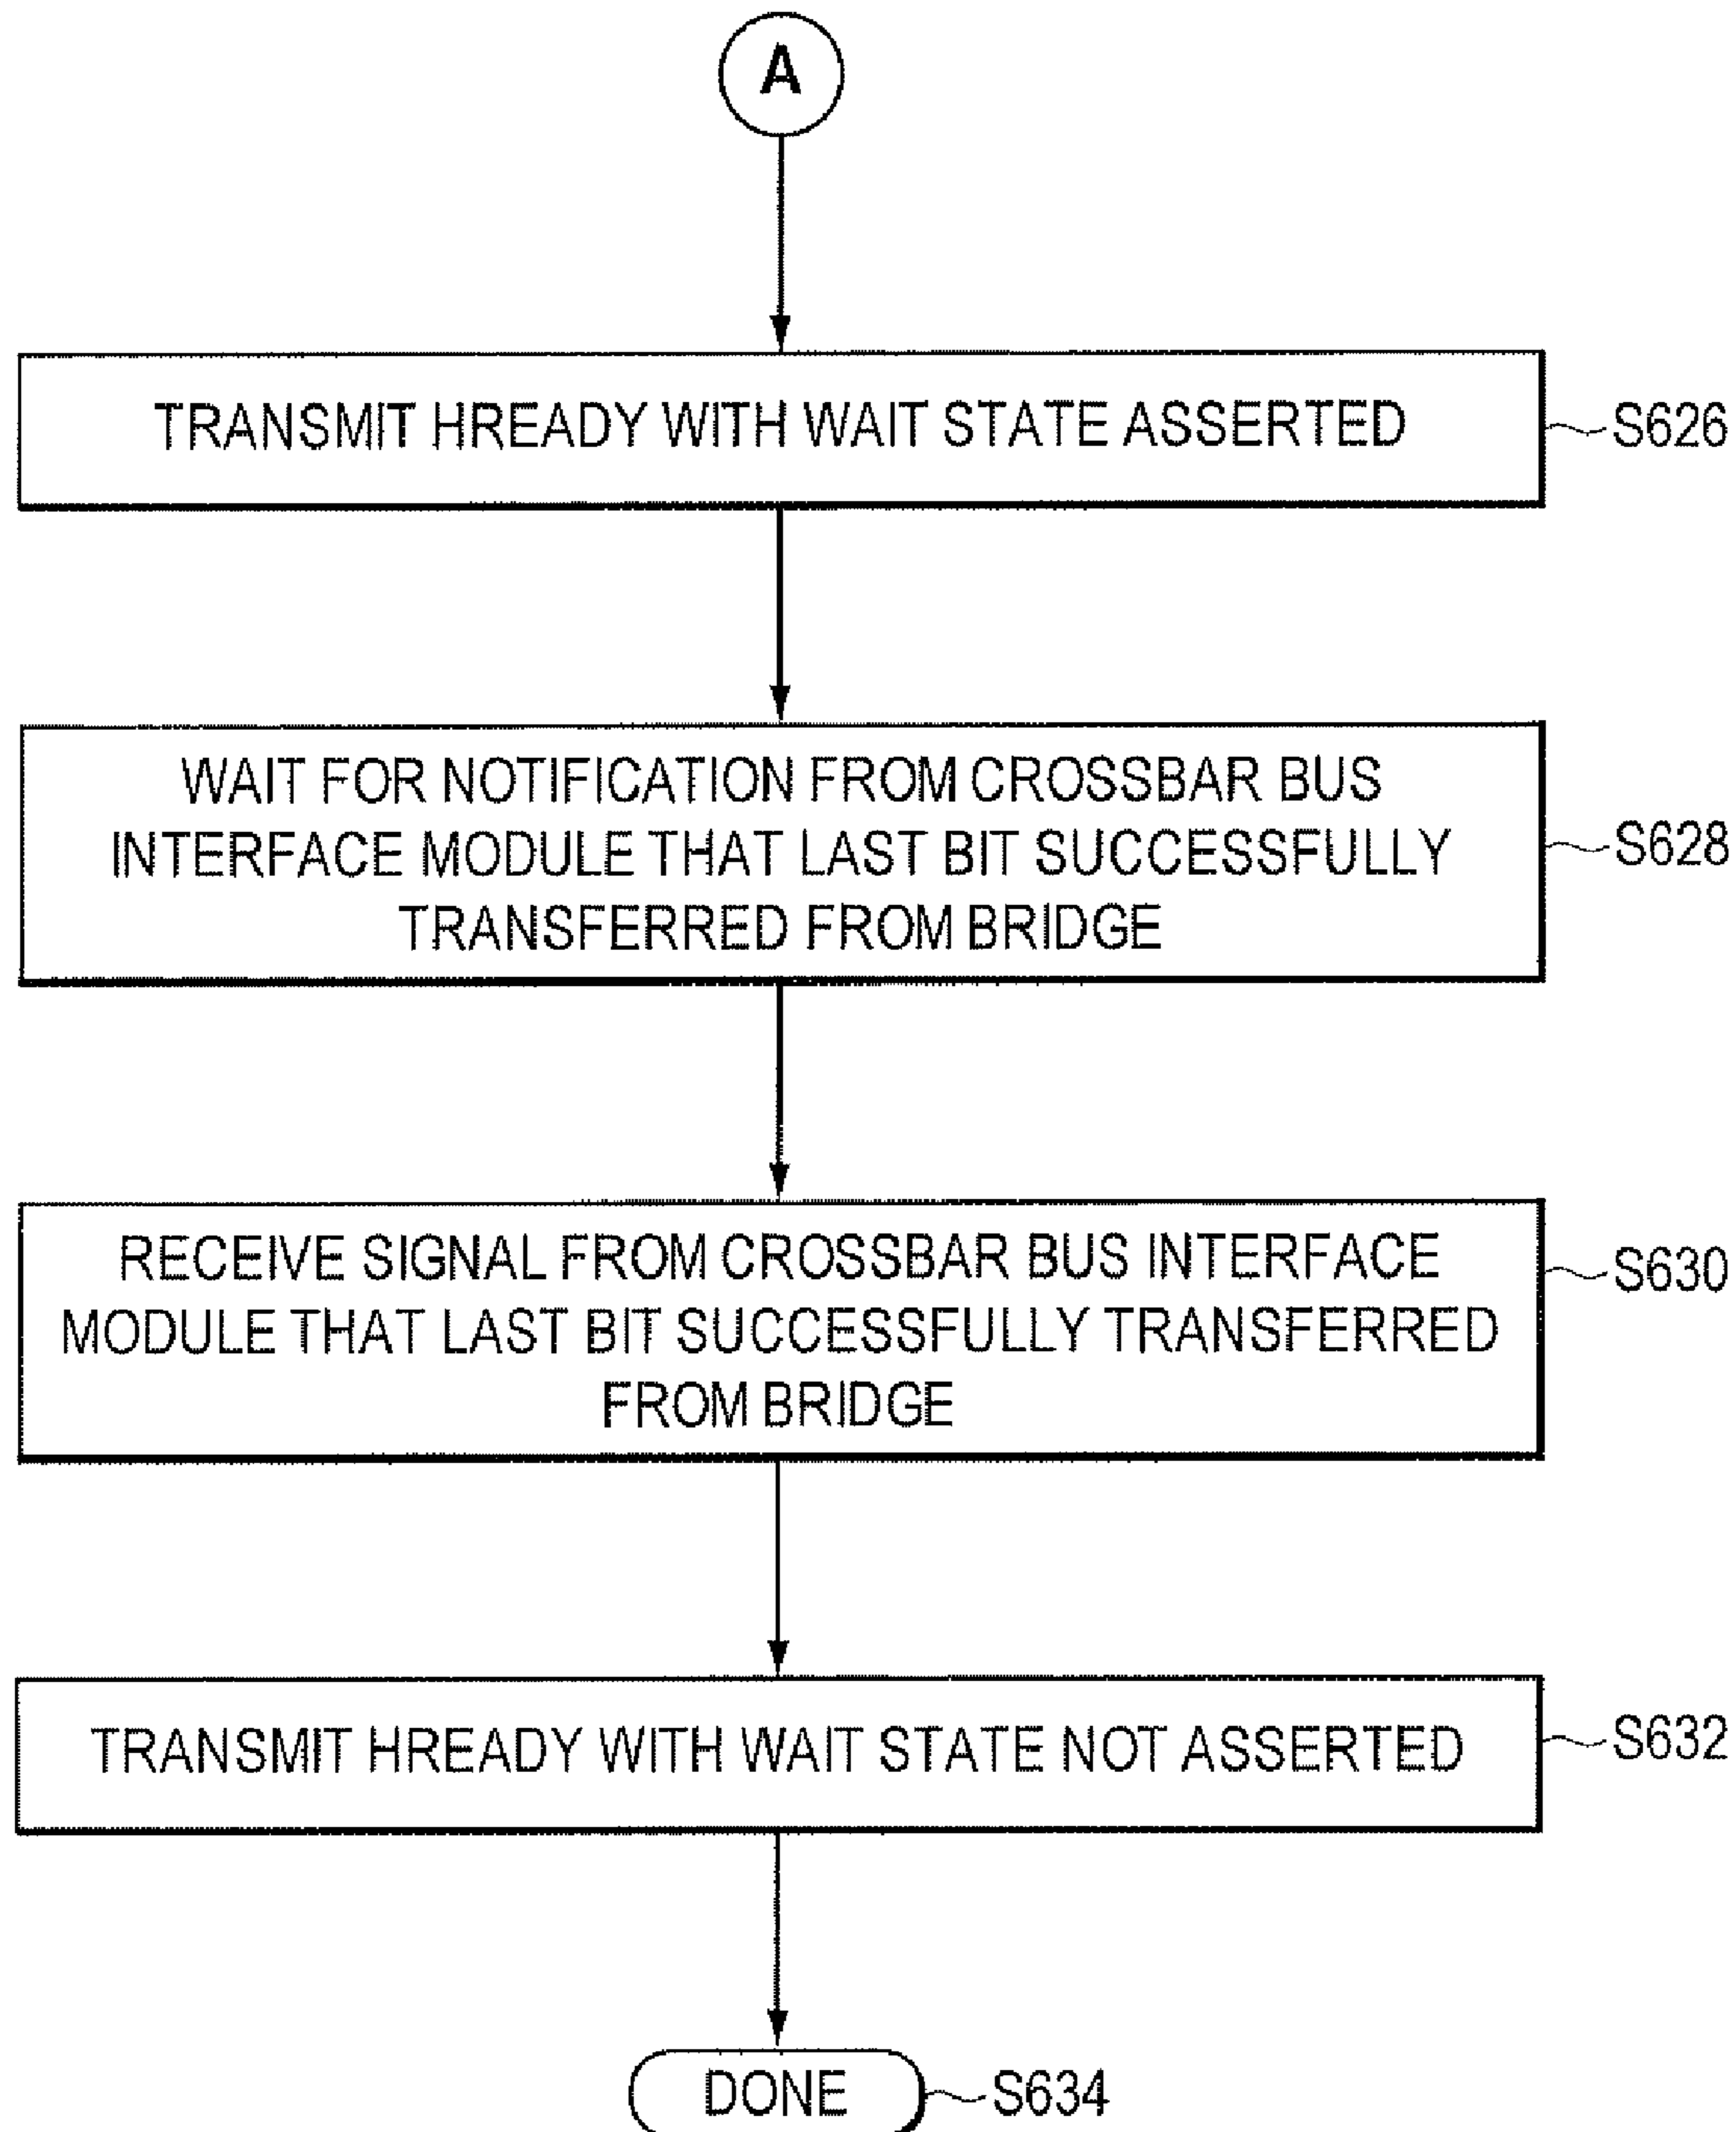 A
TRANSMIT HREADY WITH WAIT STATE ASSERTED
S626
WAIT FOR NOTIFICATION FROM CROSSBAR BUS
INTERFACE MODULE THAT LAST BIT SUCCESSFULLY
TRANSFERRED FROM BRIDGE
S628
RECEIVE SIGNAL FROM CROSSBAR BUS INTERFACE
MODULE THAT LAST BIT SUCCESSFULLY TRANSFERRED
FROM BRIDGE
S630
TRANSMIT HREADY WITH WAIT STATE NOT ASSERTED
S632
DONE
S634